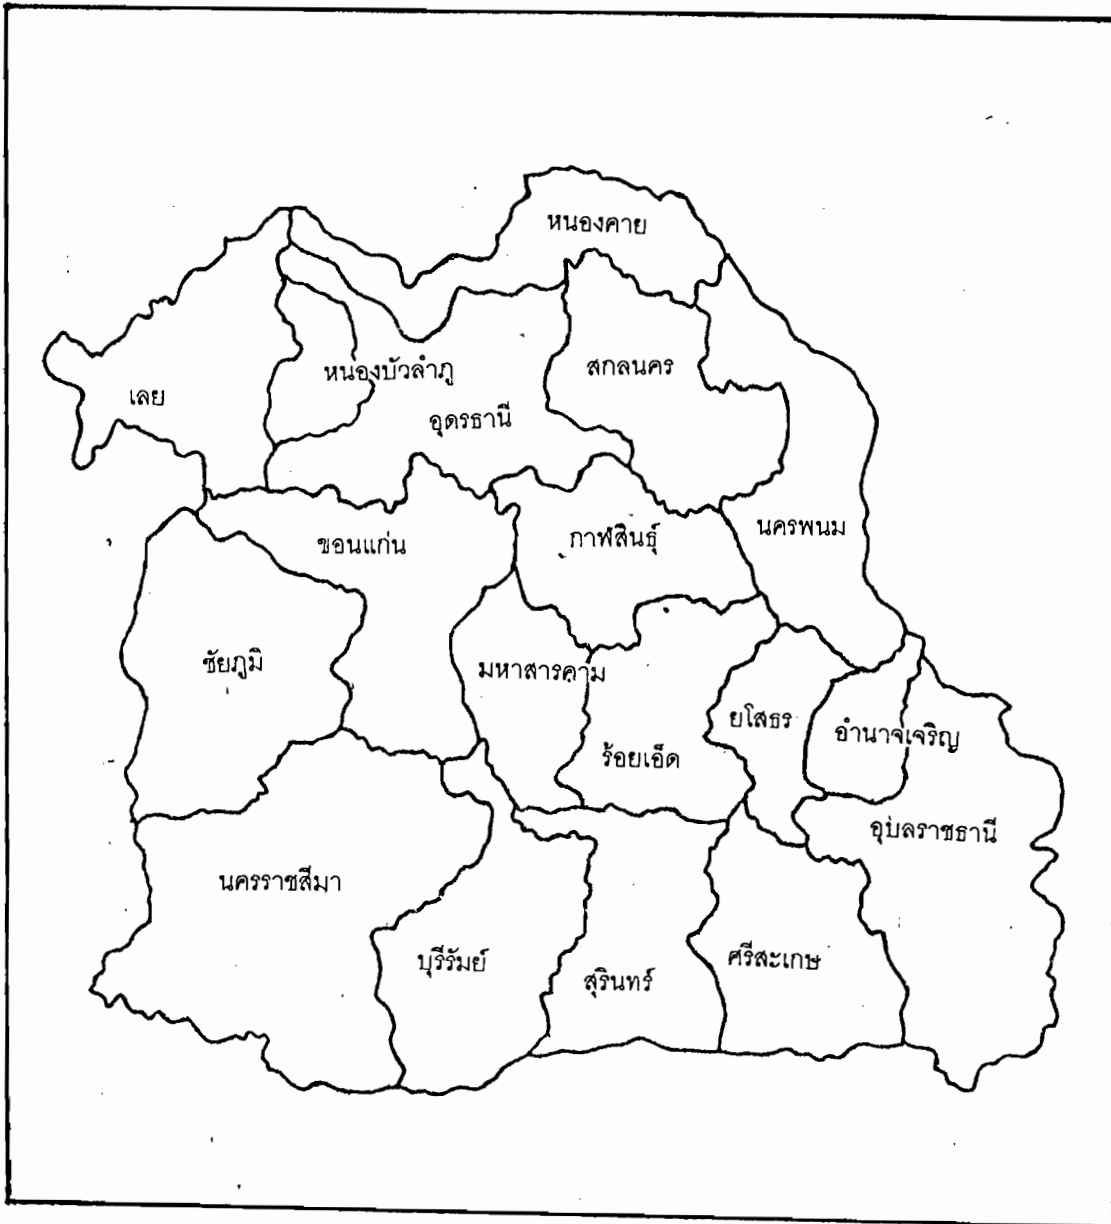 หนองคาย
หนองบัวลำภู
สกลนคร
เลย
อุดรธานี
นครพนม
ขอนแก่น
กาฬสินธุ์
ชัยภูมิ
มหาสารคาม
ยโสธร
อำนาจเจริญ
ร้อยเอ็ด
อุบลราชธานี
นครราชสีมา
บุรีรัมย์
ศรีสะเกษ
สุรินทร์